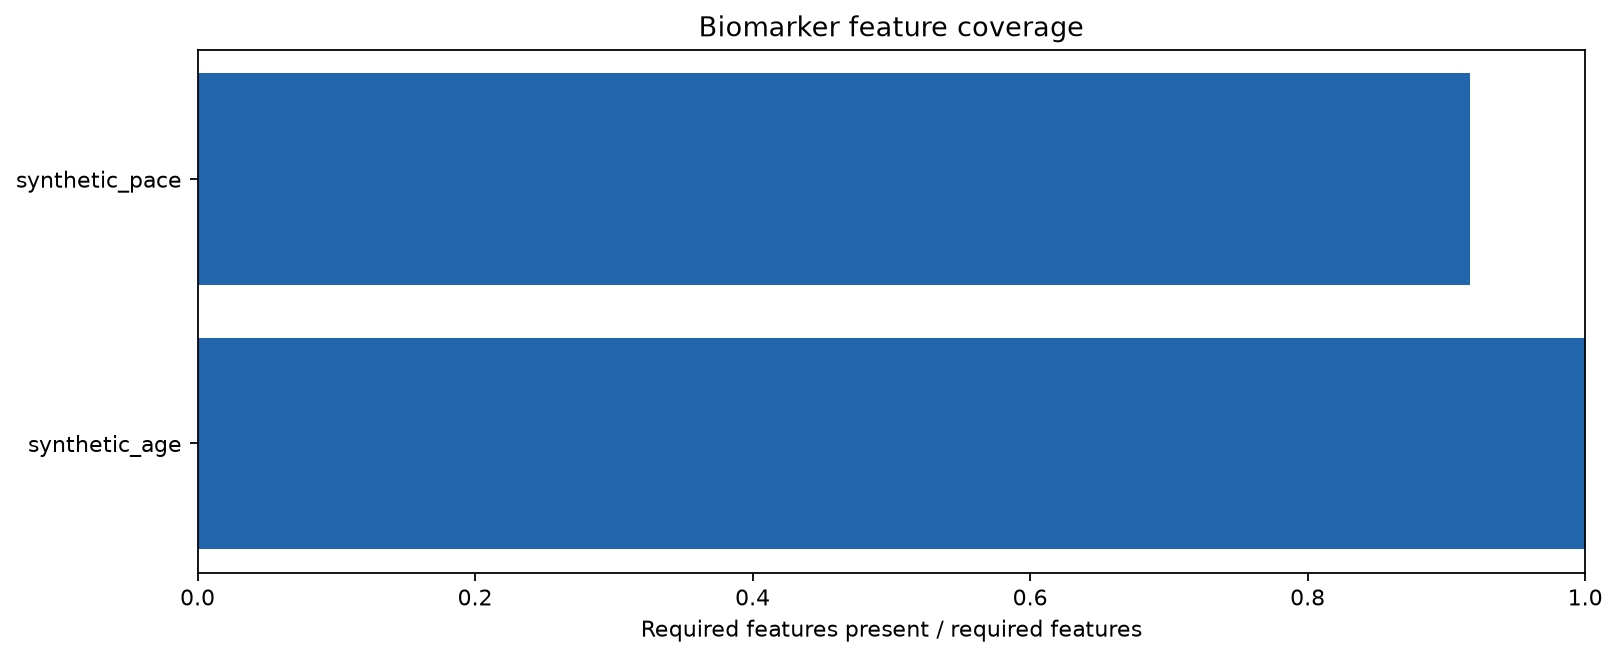 Biomarker feature coverage
synthetic_pace
synthetic_age
0.0 0.2 0.4 0.6 0.8 1.0
Required features present / required features